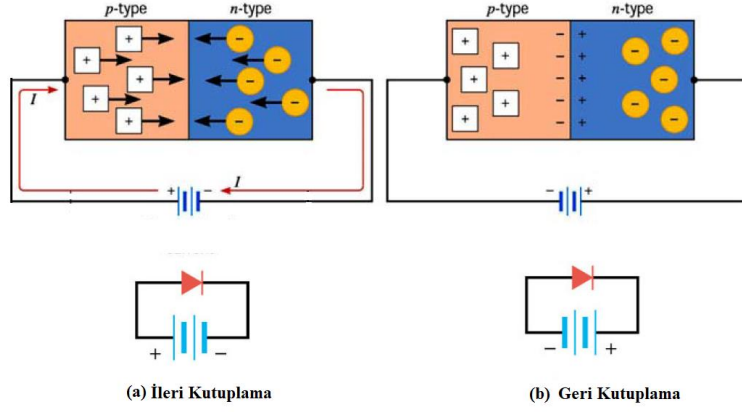 p-type n-type
I
I
+ -
(a) İleri Kutuplama
p-type n-type
- +
- +
- +
- +
- +
- +
+ -
- +
(b) Geri Kutuplama